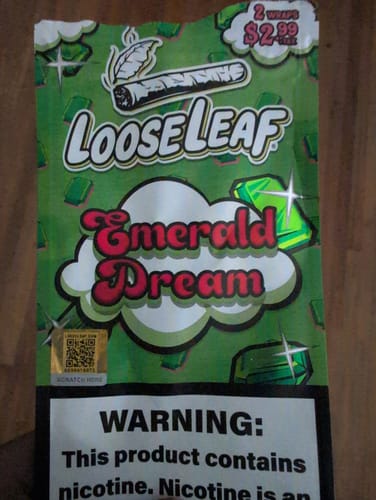 2 WRAPS
$2.99
LOOSELEAF
Emerald
Dream
SCRATCH HERE
WARNING:
This product contains
nicotine. Nicotine is an